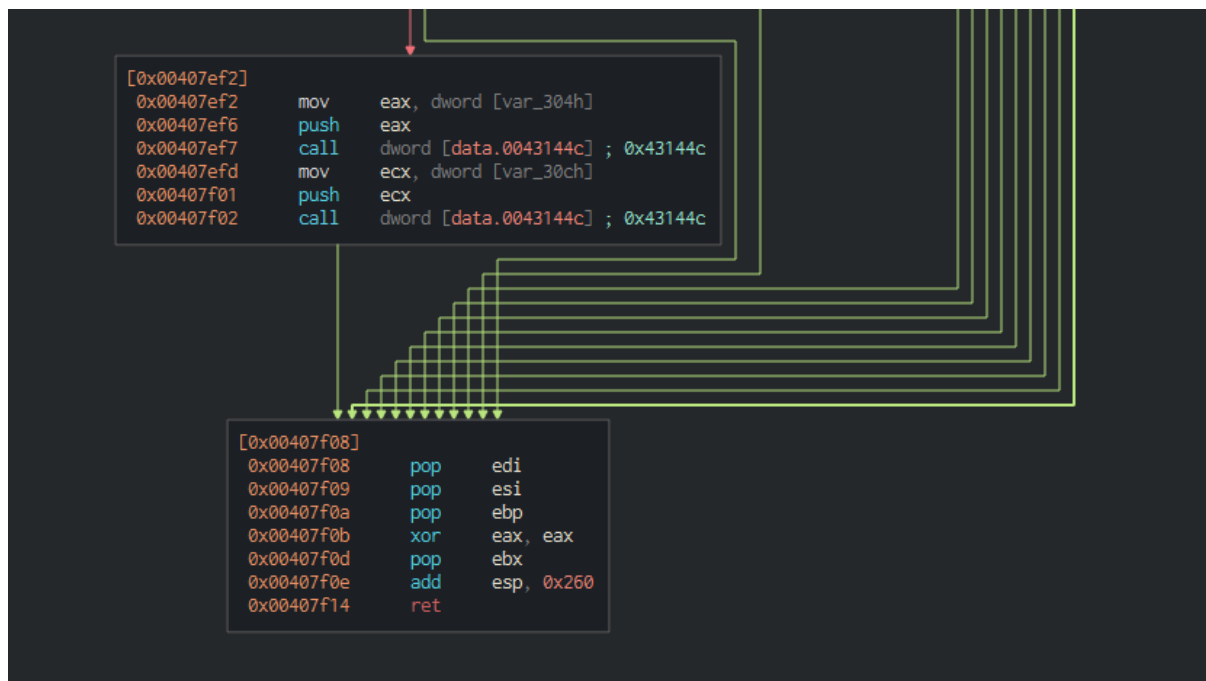 [0x00407ef2]
0x00407ef2 mov eax, dword [var_304h]
0x00407ef6 push eax
0x00407ef7 call dword [data.0043144c] ; 0x43144c
0x00407efd mov ecx, dword [var_30ch]
0x00407f01 push ecx
0x00407f02 call dword [data.0043144c] ; 0x43144c
[0x00407f08]
0x00407f08 pop edi
0x00407f09 pop esi
0x00407f0a pop ebp
0x00407f0b xor eax, eax
0x00407f0d pop ebx
0x00407f0e add esp, 0x260
0x00407f14 ret